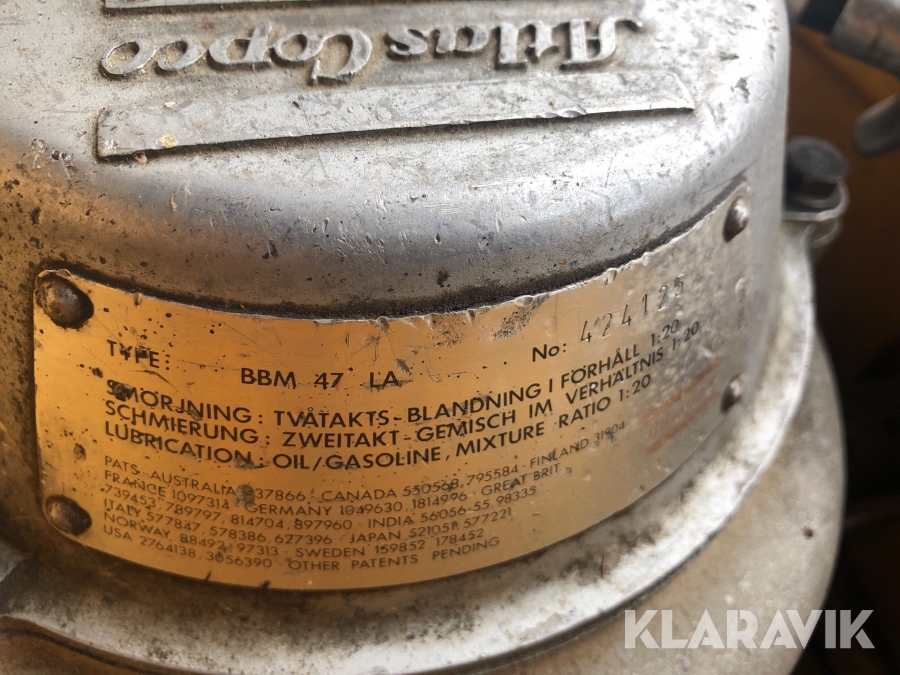 Atlas Copco
TYPE: BBM 47 LA No: 424125
SMÖRJNING: TVÅTAKTS-BLANDNING I FÖRHÅLL 1:20
SCHMIERUNG: ZWEITAKT-GEMISCH IM VERHÄLTNIS 1:20
LUBRICATION: OIL/GASOLINE, MIXTURE RATIO 1:20
PATS. AUSTRALIA 237866 CANADA 550568, 795584 · FINLAND 31904
FRANCE 1097314 GERMANY 1049630, 1814996 · GREAT BRIT
739453, 789797, 814704, 897960 · INDIA 56056-55, 98335
ITALY 577847, 578386, 627396 JAPAN 521051, 577221
NORWAY, 88492, 97313 · SWEDEN 159852, 178452
USA 2764138, 3056390 OTHER PATENTS PENDING
KLARAVIK